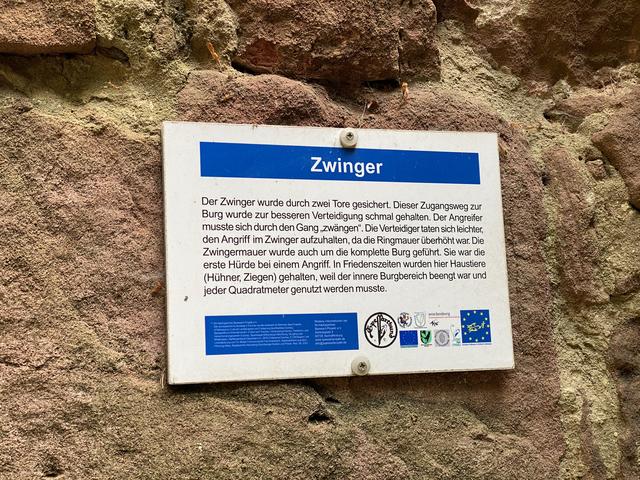 Zwinger
Der Zwinger wurde durch zwei Tore gesichert. Dieser Zugangsweg zur
Burg wurde zur besseren Verteidigung schmal gehalten. Der Angreifer
musste sich durch den Gang „zwängen". Die Verteidiger taten sich leichter,
den Angriff im Zwinger aufzuhalten, da die Ringmauer überhöht war. Die
Zwingermauer wurde auch um die komplette Burg geführt. Sie war die
erste Hürde bei einem Angriff. In Friedenszeiten wurden hier Haustiere
(Hühner, Ziegen) gehalten, weil der innere Burgbereich beengt war und
jeder Quadratmeter genutzt werden musste.